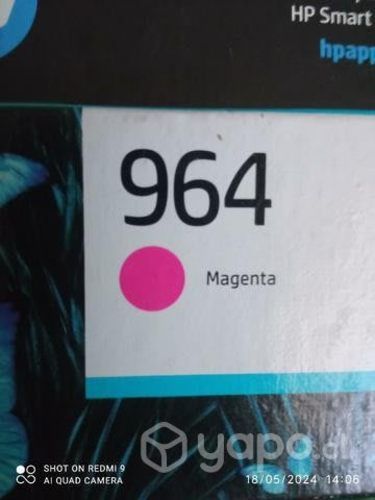 HP Smart
hpapp
964
Magenta
yapo.cl
SHOT ON REDMI 9
AI QUAD CAMERA
18/05/2024 14:06